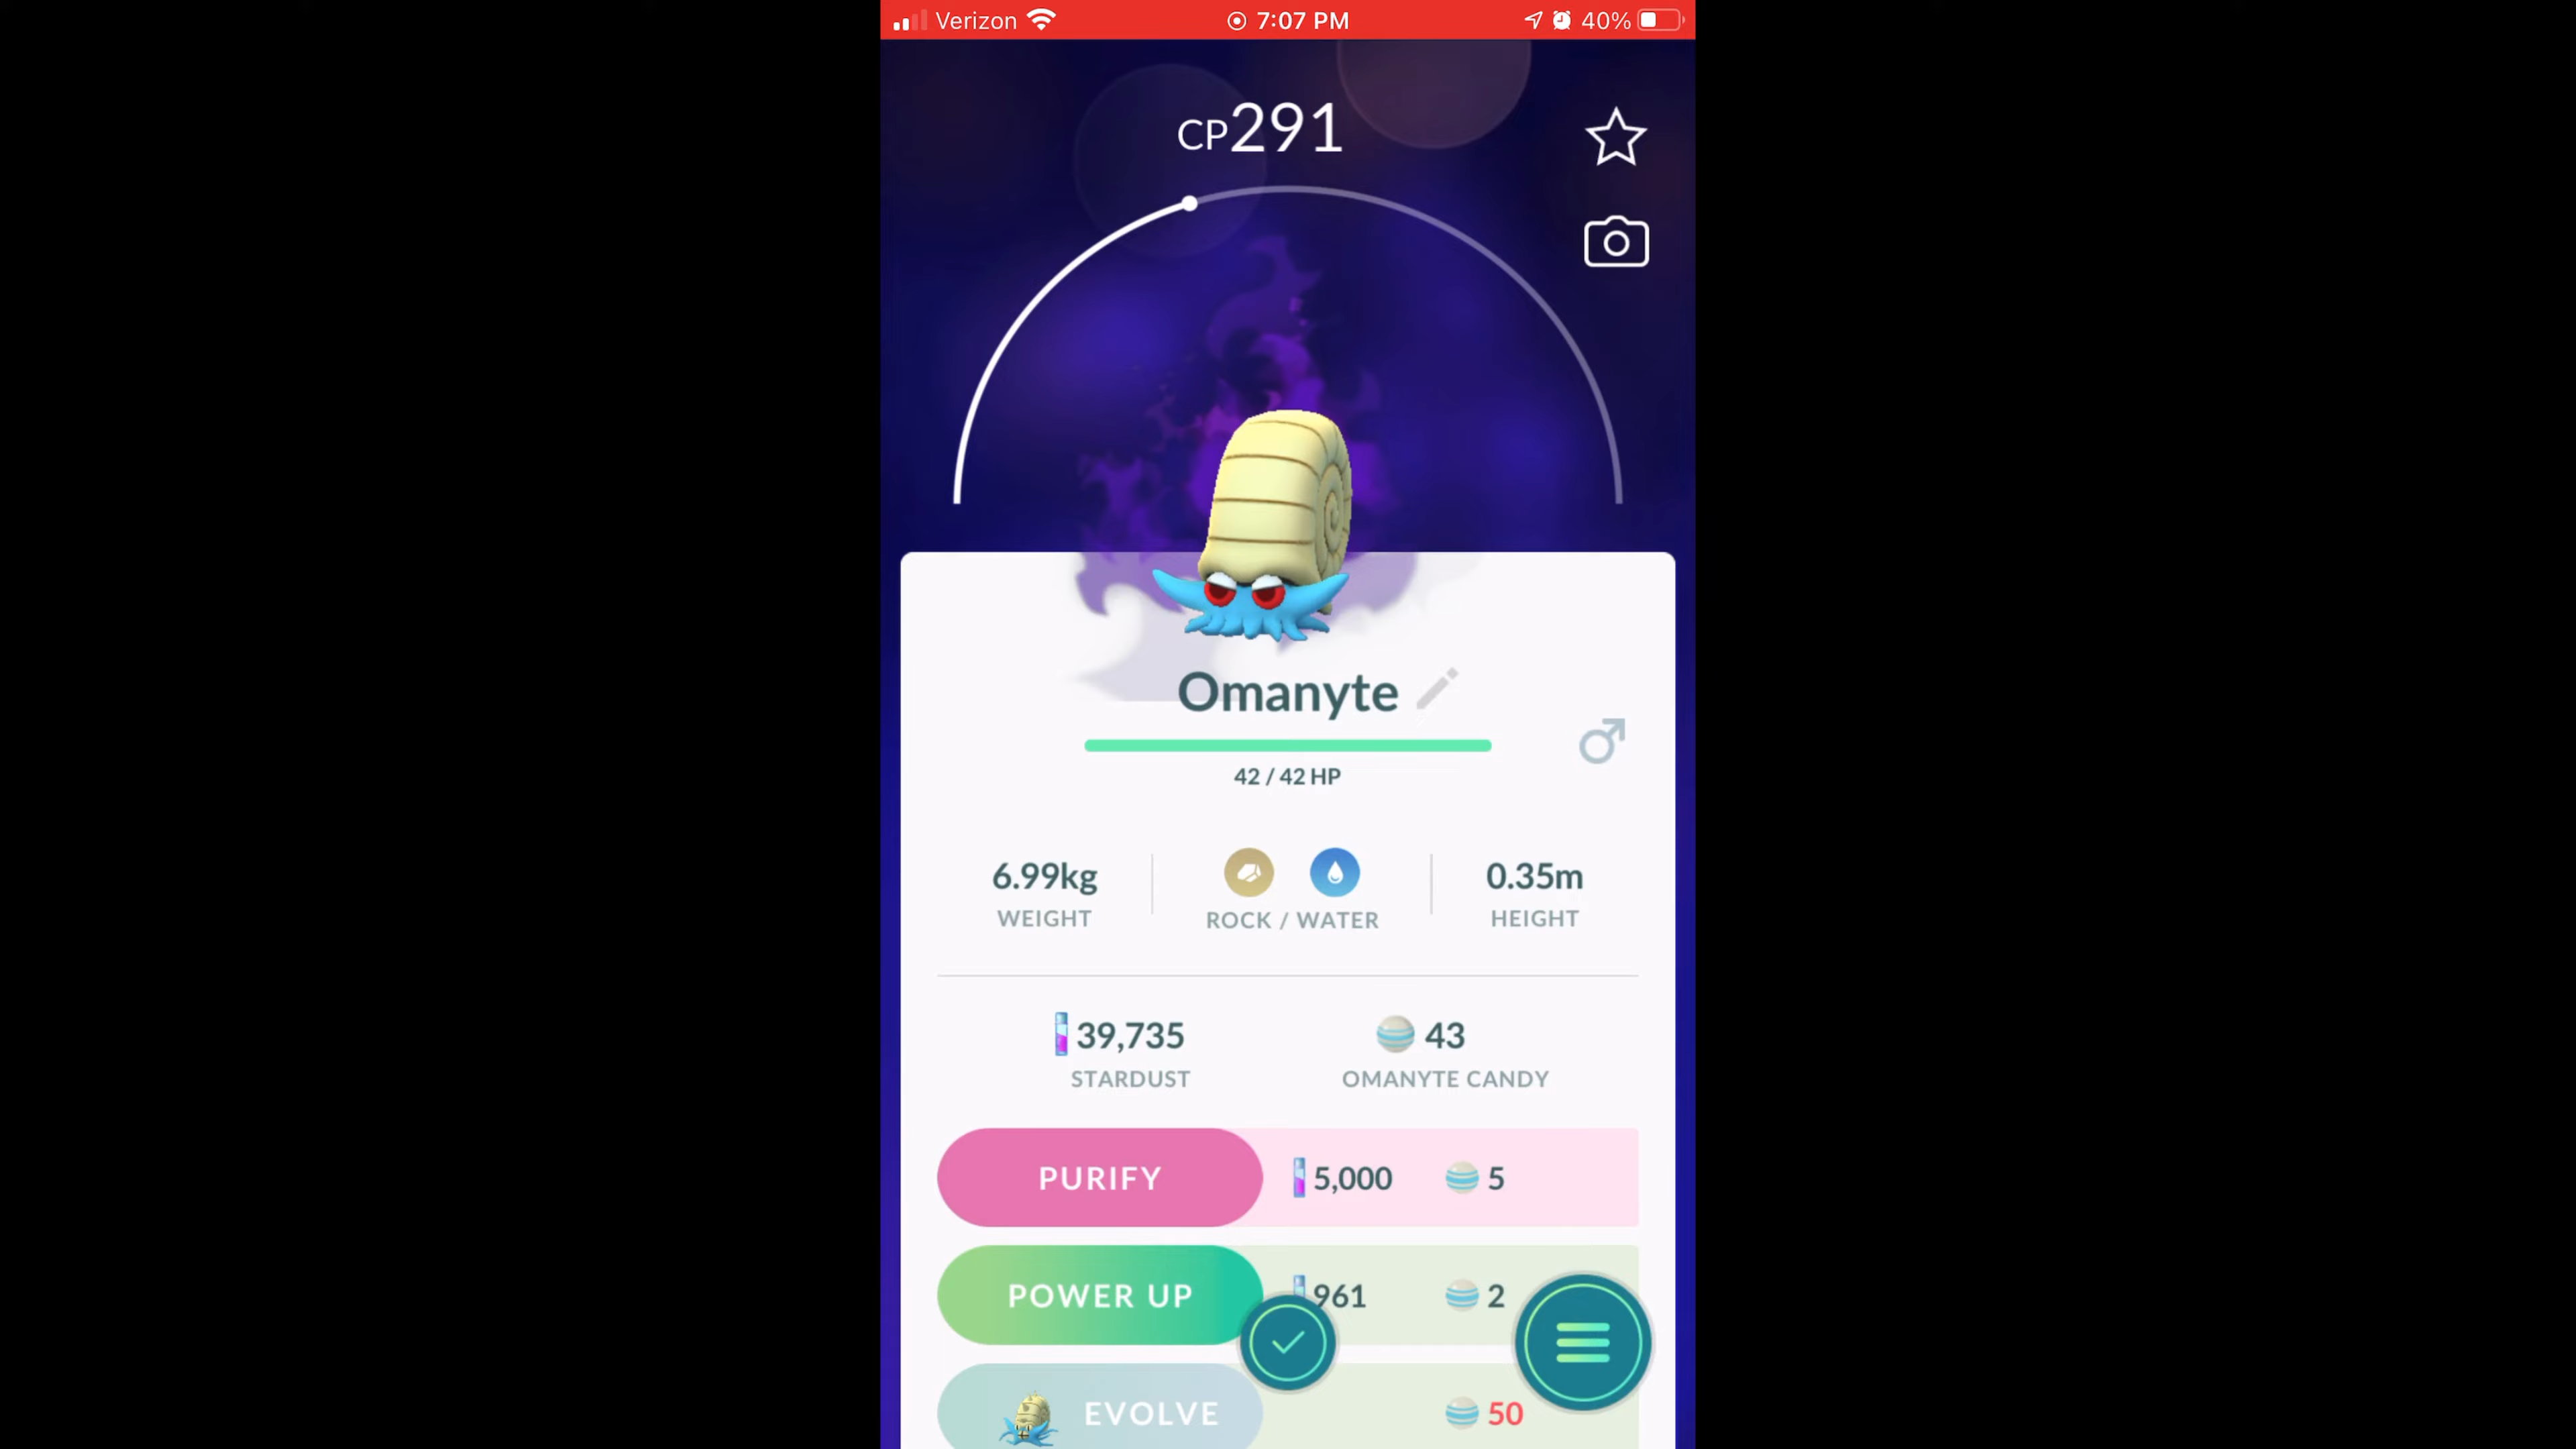 Verizon 7:07 PM 40%
CP291
Omanyte
42 / 42 HP
6.99kg
WEIGHT
ROCK / WATER
0.35m
HEIGHT
39,735
STARDUST
43
OMANYTE CANDY
PURIFY 5,000 5
POWER UP 961 2
EVOLVE 50